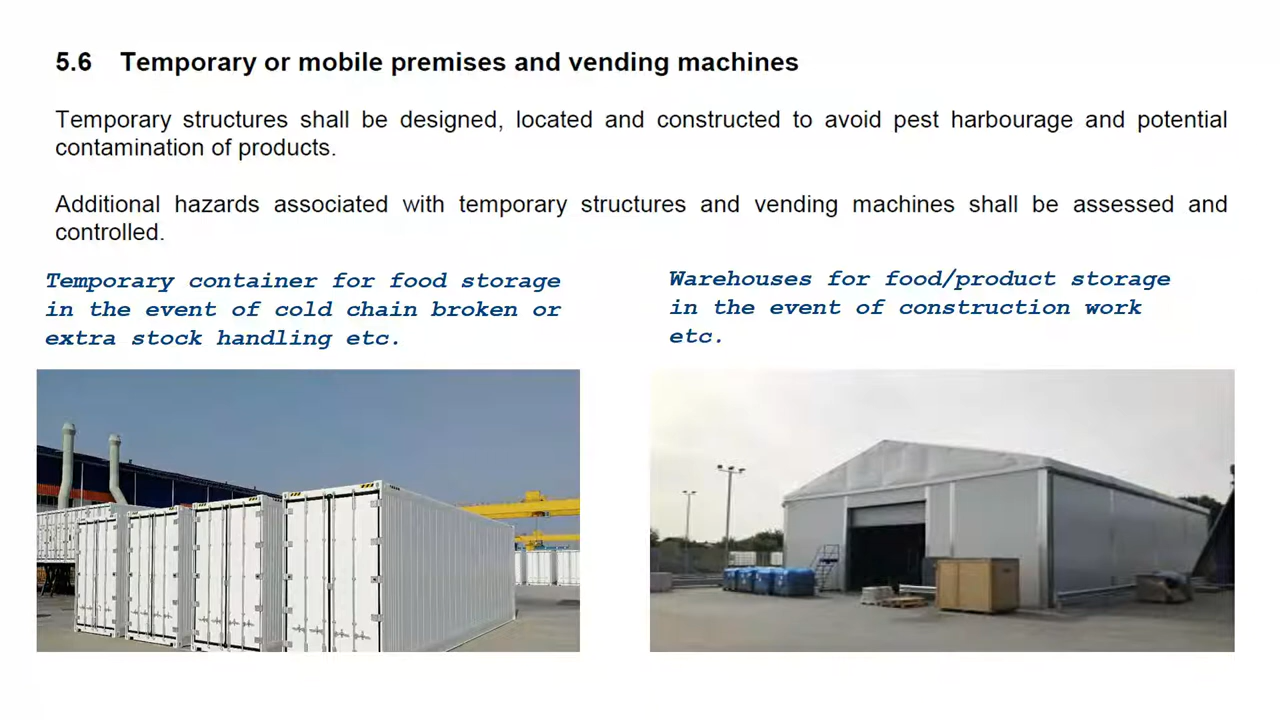 5.6 Temporary or mobile premises and vending machines
Temporary structures shall be designed, located and constructed to avoid pest harbourage and potential
contamination of products.
Additional hazards associated with temporary structures and vending machines shall be assessed and
controlled.
Temporary container for food storage
in the event of cold chain broken or
extra stock handling etc.
Warehouses for food/product storage
in the event of construction work
etc.